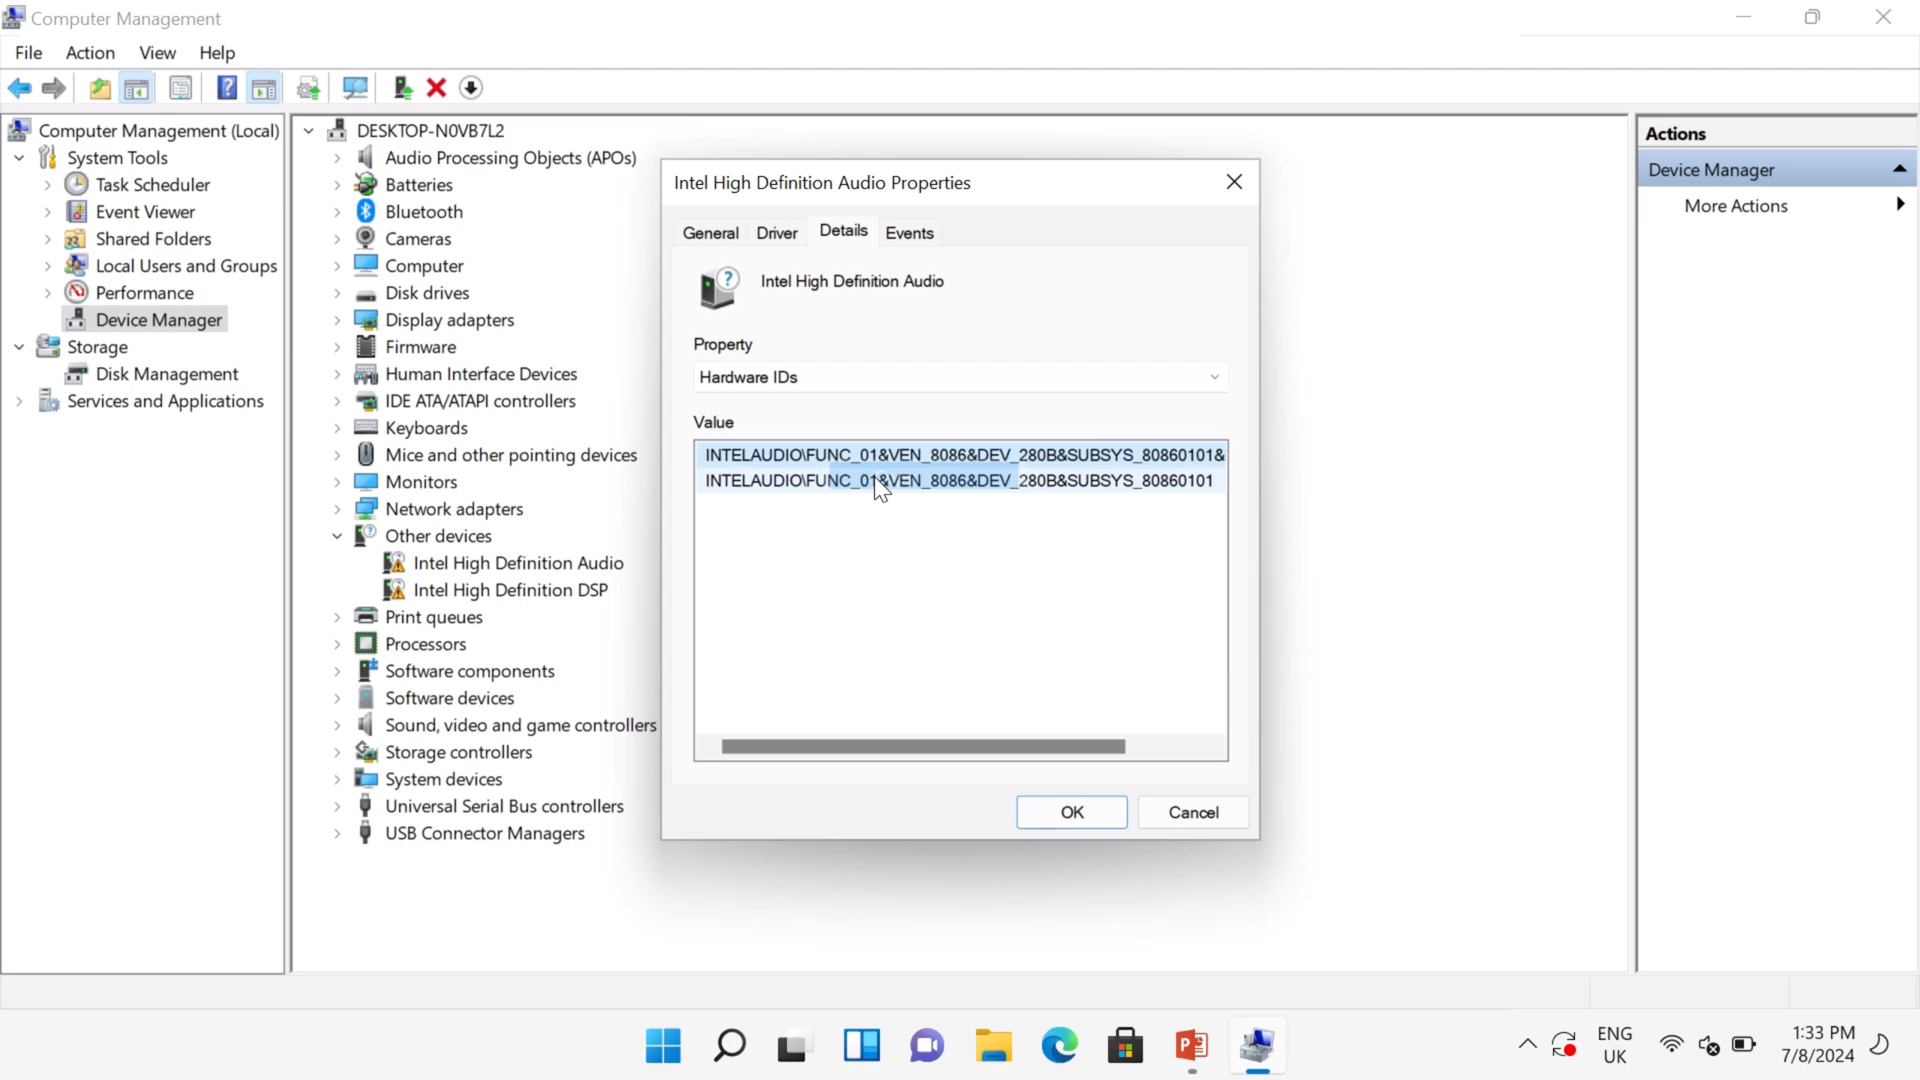 Computer Management
File Action View Help
Computer Management (Local)
System Tools
Task Scheduler
Event Viewer
Shared Folders
Local Users and Groups
Performance
Device Manager
Storage
Disk Management
Services and Applications
DESKTOP-N0VB7L2
Audio Processing Objects (APOs)
Batteries
Bluetooth
Cameras
Computer
Disk drives
Display adapters
Firmware
Human Interface Devices
IDE ATA/ATAPI controllers
Keyboards
Mice and other pointing devices
Monitors
Network adapters
Other devices
Intel High Definition Audio
Intel High Definition DSP
Print queues
Processors
Software components
Software devices
Sound, video and game controllers
Storage controllers
System devices
Universal Serial Bus controllers
USB Connector Managers
Intel High Definition Audio Properties
General Driver Details Events
Intel High Definition Audio
Property
Hardware IDs
Value
INTELAUDIO\FUNC_01&VEN_8086&DEV_280B&SUBSYS_80860101&
INTELAUDIO\FUNC_01&VEN_8086&DEV_280B&SUBSYS_80860101
OK Cancel
Actions
Device Manager
More Actions
ENG
UK
1:33 PM
7/8/2024